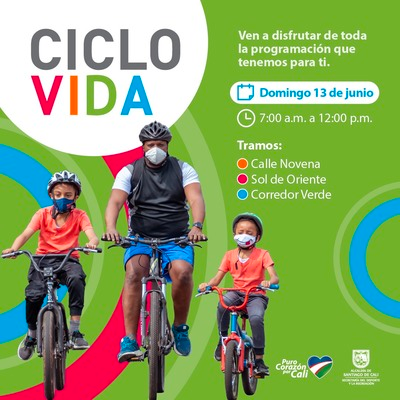 CICLO
VIDA
Ven a disfrutar de toda
la programación que
tenemos para ti.
Domingo 13 de junio
7:00 a.m. a 12:00 p.m.
Tramos:
Calle Novena
Sol de Oriente
Corredor Verde
Puro
Corazón
por Cali
ALCALDÍA DE
SANTIAGO DE CALI
SECRETARÍA DEL DEPORTE
Y LA RECREACIÓN